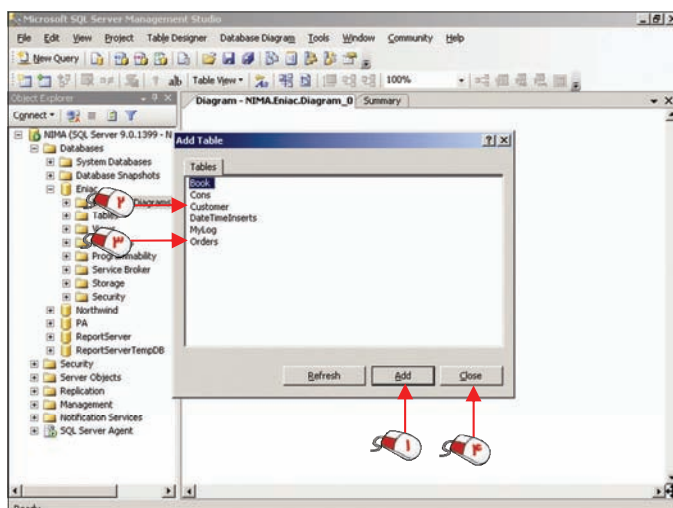 Microsoft SQL Server Management Studio
File Edit View Project Table Designer Database Diagram Tools Window Community Help
New Query
Table View 100%
Object Explorer
Diagram - NIMA.Eniac.Diagram_0 Summary
Connect
NIMA (SQL Server 9.0.1399 - N
Databases
System Databases
Database Snapshots
Eniac
Diagrams
Tables
Programmability
Service Broker
Storage
Security
Northwind
PA
ReportServer
ReportServerTempDB
Security
Server Objects
Replication
Management
Notification Services
SQL Server Agent
Add Table
Tables
Book
Cons
Customer
DateTimeInserts
MyLog
Orders
Refresh Add Close
۲
۳
۱
۴